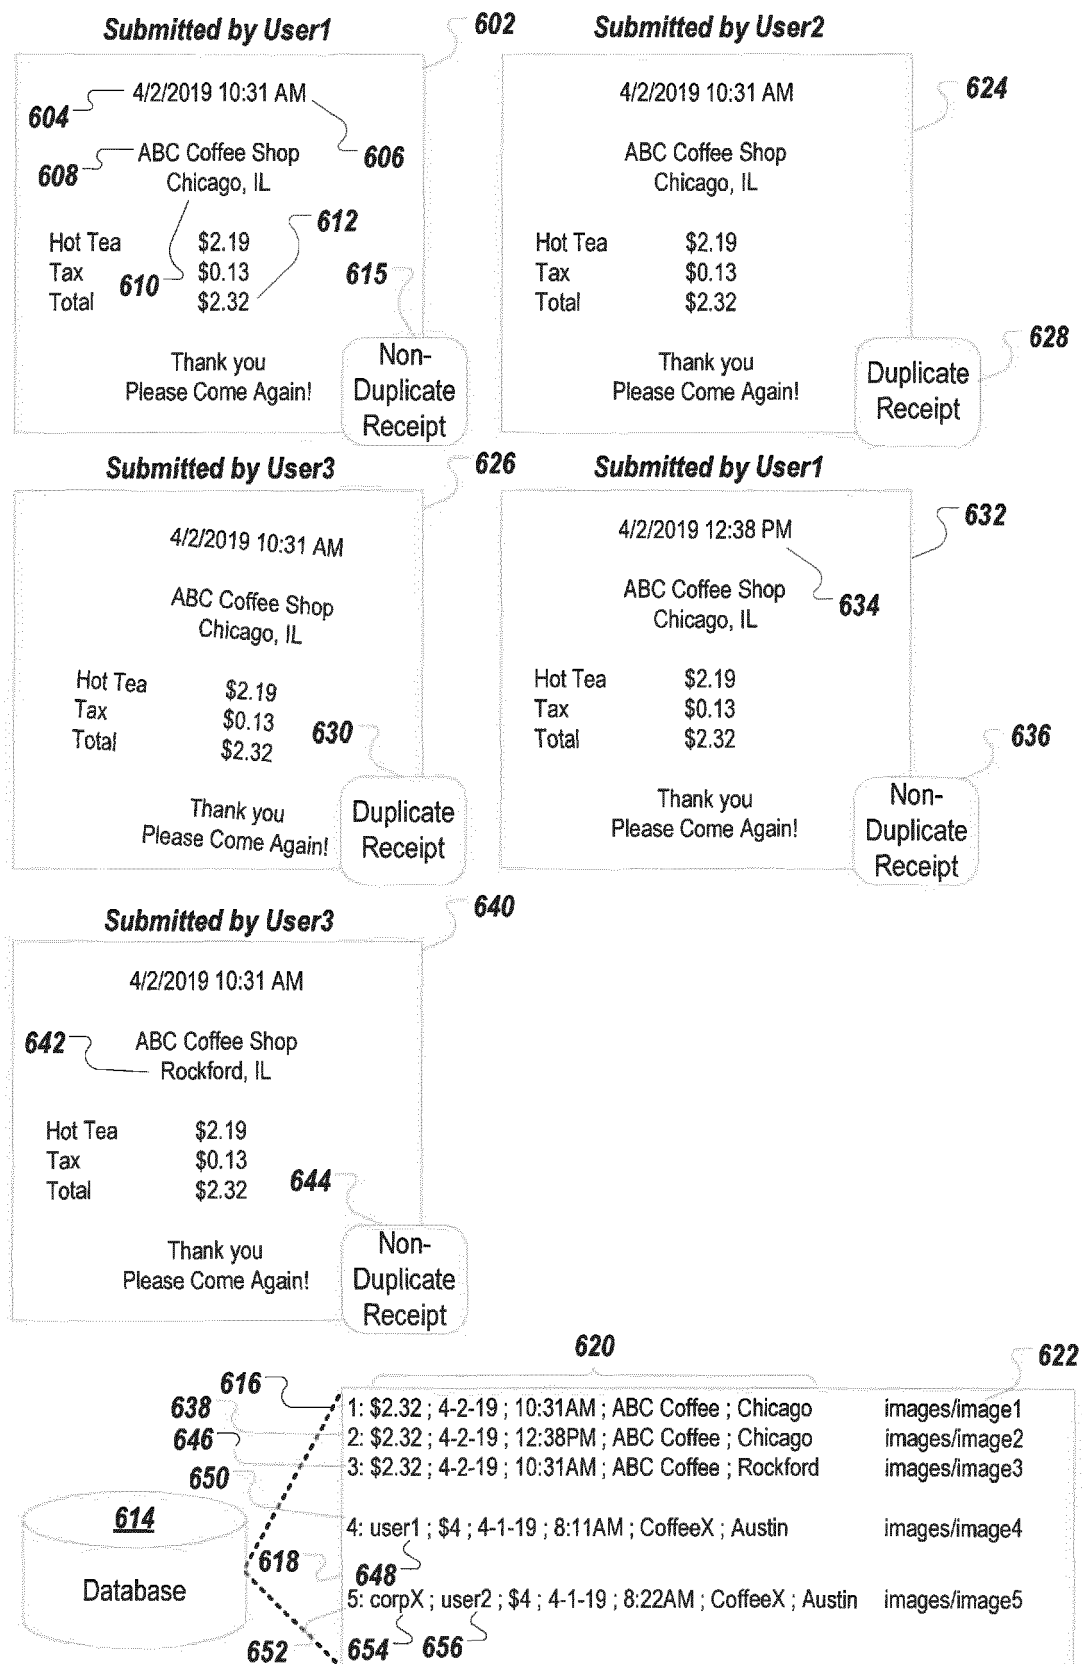 Submitted by User1
602
4/2/2019 10:31 AM
604
606
608
ABC Coffee Shop
Chicago, IL
612
Hot Tea $2.19
Tax $0.13
Total $2.32
610
615
Thank you
Please Come Again!
Non-
Duplicate
Receipt
Submitted by User2
4/2/2019 10:31 AM
624
ABC Coffee Shop
Chicago, IL
Hot Tea $2.19
Tax $0.13
Total $2.32
628
Thank you
Please Come Again!
Duplicate
Receipt
Submitted by User3
626
4/2/2019 10:31 AM
ABC Coffee Shop
Chicago, IL
Hot Tea $2.19
Tax $0.13
Total $2.32
630
Thank you
Please Come Again!
Duplicate
Receipt
Submitted by User1
632
4/2/2019 12:38 PM
634
ABC Coffee Shop
Chicago, IL
Hot Tea $2.19
Tax $0.13
Total $2.32
636
Thank you
Please Come Again!
Non-
Duplicate
Receipt
Submitted by User3
640
4/2/2019 10:31 AM
642
ABC Coffee Shop
Rockford, IL
Hot Tea $2.19
Tax $0.13
Total $2.32
644
Thank you
Please Come Again!
Non-
Duplicate
Receipt
620
622
616
638
646
650
1: $2.32 ; 4-2-19 ; 10:31AM ; ABC Coffee ; Chicago images/image1
2: $2.32 ; 4-2-19 ; 12:38PM ; ABC Coffee ; Chicago images/image2
3: $2.32 ; 4-2-19 ; 10:31AM ; ABC Coffee ; Rockford images/image3
614
4: user1 ; $4 ; 4-1-19 ; 8:11AM ; CoffeeX ; Austin images/image4
618
648
Database
5: corpX ; user2 ; $4 ; 4-1-19 ; 8:22AM ; CoffeeX ; Austin images/image5
652
654
656